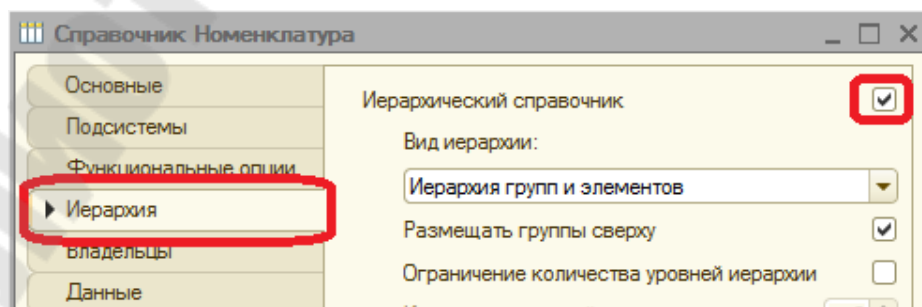 Справочник Номенклатура
Основные
Подсистемы
Функциональные опции
Иерархия
Владельцы
Данные
Иерархический справочник
Вид иерархии:
Иерархия групп и элементов
Размещать группы сверху
Ограничение количества уровней иерархии